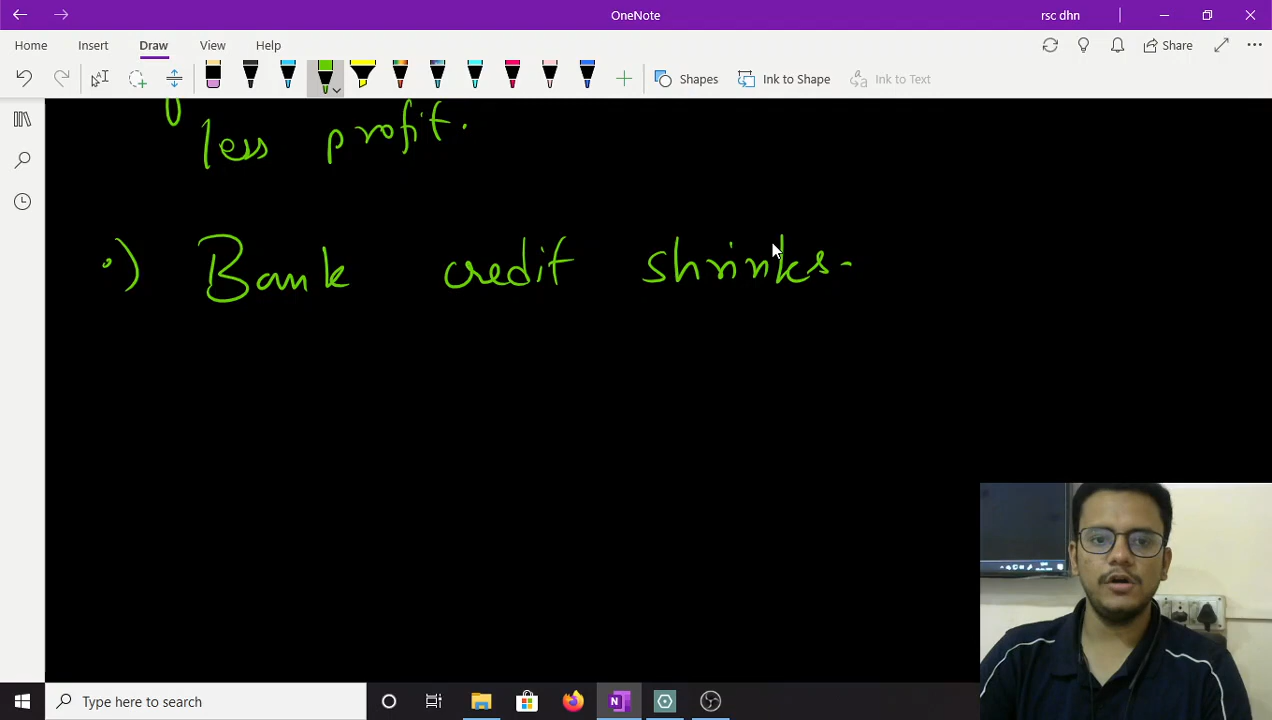 OneNote
rsc dhn
Home Insert Draw View Help
Share
Shapes Ink to Shape Ink to Text
less profit.
·) Bank credit shrinks.
Type here to search